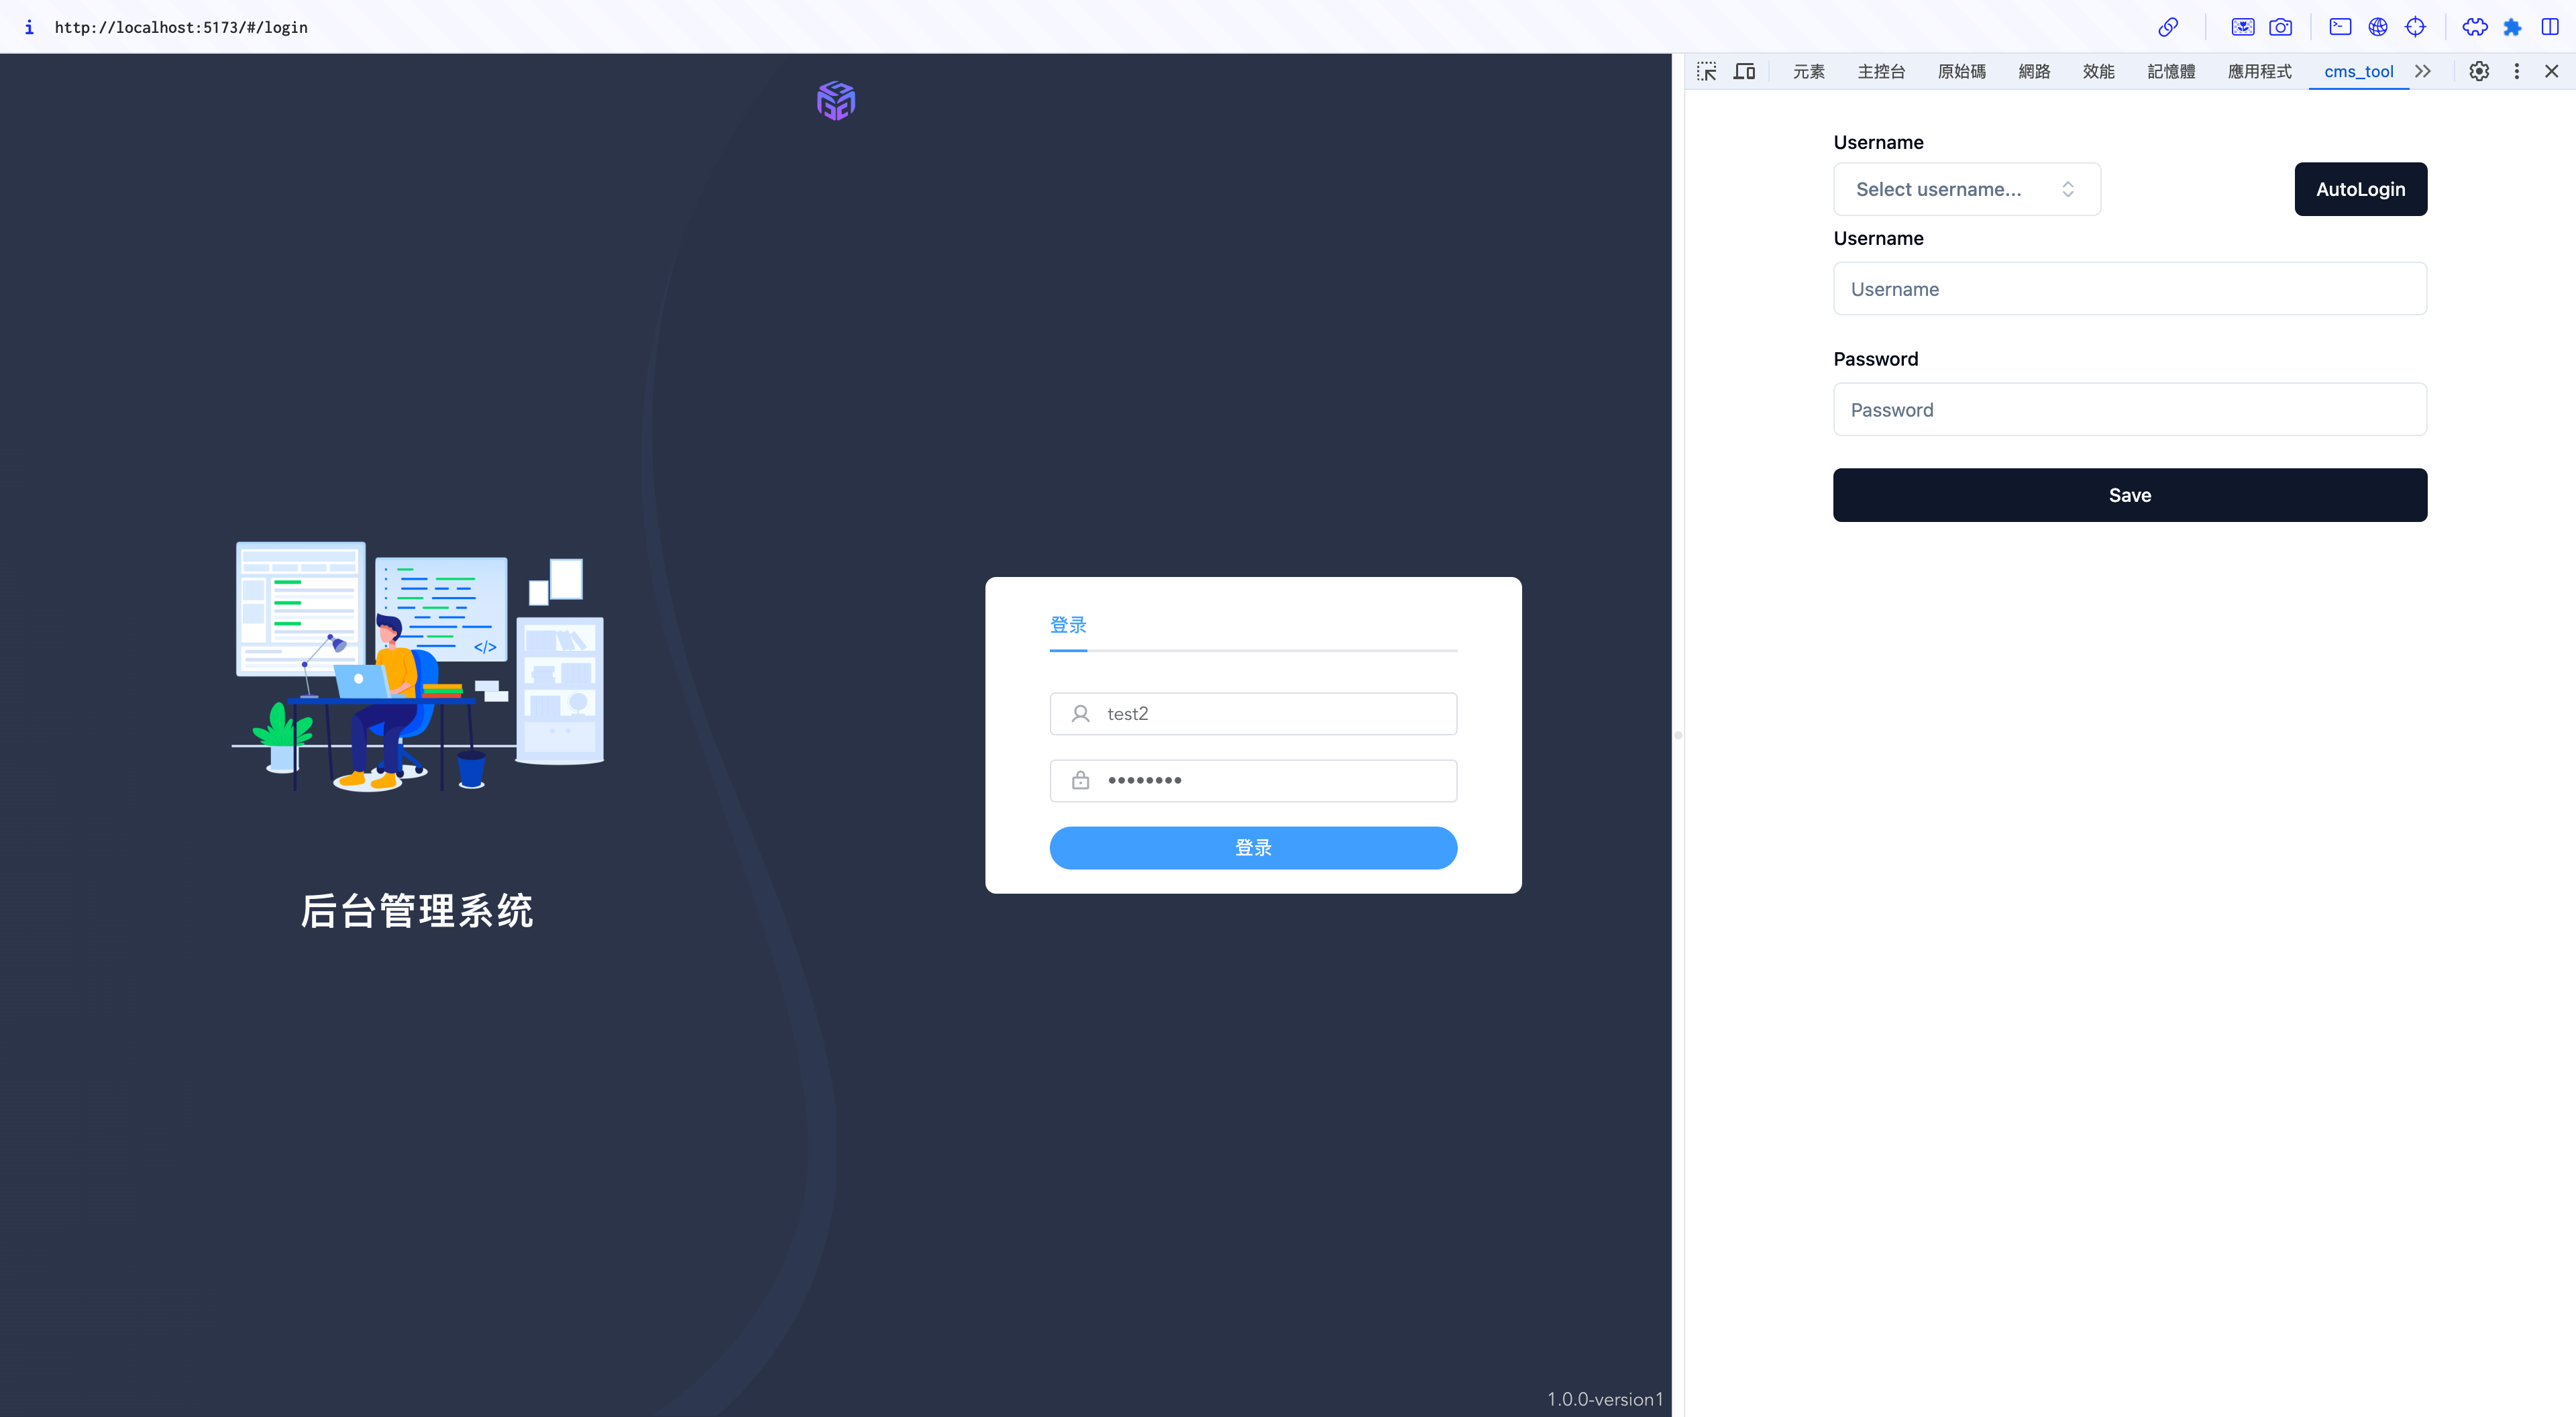 i http://localhost:5173/#/login
元素 主控台 原始碼 網路 效能 記憶體 應用程式 cms_tool
Username
Select username...
AutoLogin
Username
Username
Password
Password
Save
</>
后台管理系统
登录
test2
••••••••
登录
1.0.0-version1